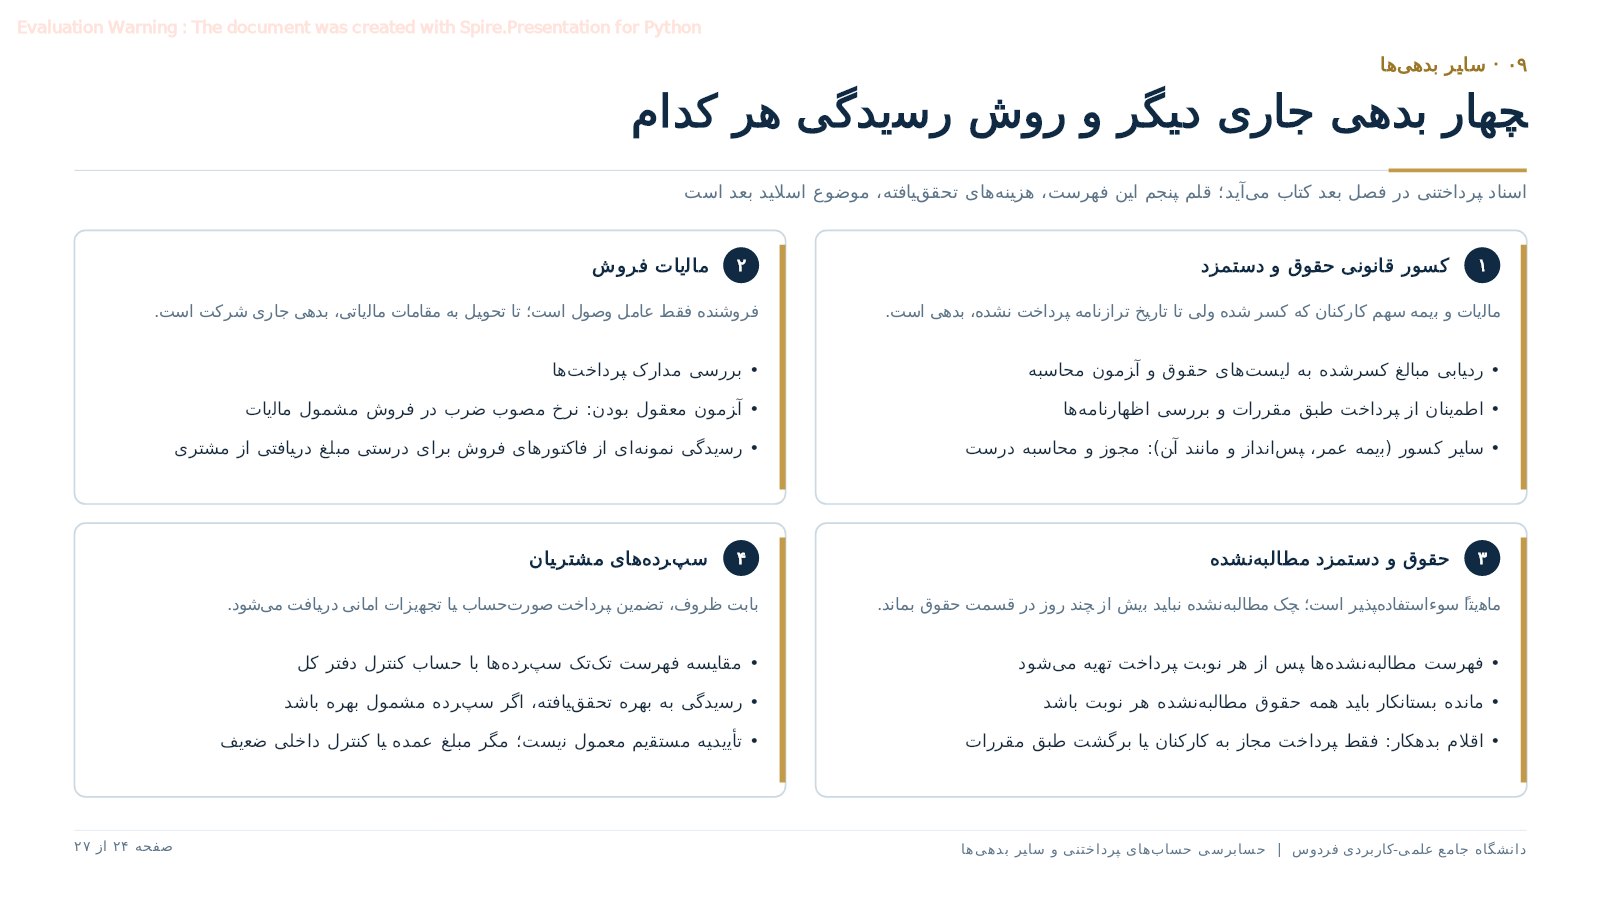 Evaluation Warning : The document was created with Spire.Presentation for Python
۰۹ · سایر بدهی‌ها
چهار بدهی جاری دیگر و روش رسیدگی هر کدام
اسناد پرداختنی در فصل بعد کتاب می‌آید؛ قلم پنجم این فهرست، هزینه‌های تحقق‌یافته، موضوع اسلاید بعد است
۱ کسور قانونی حقوق و دستمزد
مالیات و بیمه سهم کارکنان که کسر شده ولی تا تاریخ ترازنامه پرداخت نشده، بدهی است.
• ردیابی مبالغ کسرشده به لیست‌های حقوق و آزمون محاسبه
• اطمینان از پرداخت طبق مقررات و بررسی اظهارنامه‌ها
• سایر کسور (بیمه عمر، پس‌انداز و مانند آن): مجوز و محاسبه درست
۲ مالیات فروش
فروشنده فقط عامل وصول است؛ تا تحویل به مقامات مالیاتی، بدهی جاری شرکت است.
• بررسی مدارک پرداخت‌ها
• آزمون معقول بودن: نرخ مصوب ضرب در فروش مشمول مالیات
• رسیدگی نمونه‌ای از فاکتورهای فروش برای درستی مبلغ دریافتی از مشتری
۳ حقوق و دستمزد مطالبه‌نشده
ماهیتاً سوءاستفاده‌پذیر است؛ چک مطالبه‌نشده نباید بیش از چند روز در قسمت حقوق بماند.
• فهرست مطالبه‌نشده‌ها پس از هر نوبت پرداخت تهیه می‌شود
• مانده بستانکار باید همه حقوق مطالبه‌نشده هر نوبت باشد
• اقلام بدهکار: فقط پرداخت مجاز به کارکنان یا برگشت طبق مقررات
۴ سپرده‌های مشتریان
بابت ظروف، تضمین پرداخت صورت‌حساب یا تجهیزات امانی دریافت می‌شود.
• مقایسه فهرست تک‌تک سپرده‌ها با حساب کنترل دفتر کل
• رسیدگی به بهره تحقق‌یافته، اگر سپرده مشمول بهره باشد
• تأییدیه مستقیم معمول نیست؛ مگر مبلغ عمده یا کنترل داخلی ضعیف
دانشگاه جامع علمی-کاربردی فردوس | حسابرسی حساب‌های پرداختنی و سایر بدهی‌ها
صفحه ۲۴ از ۲۷